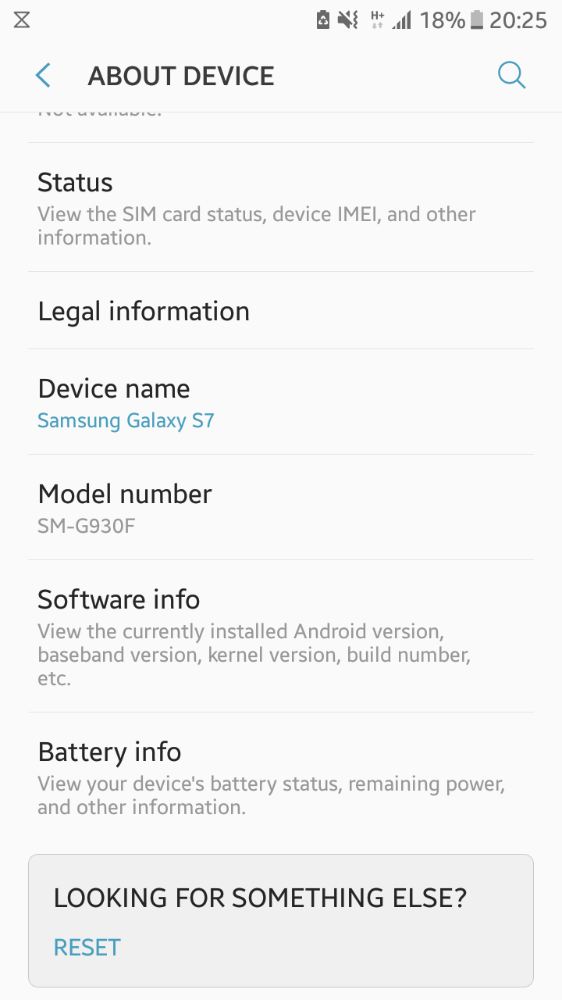 H+ 18% 20:25
ABOUT DEVICE
Not available.
Status
View the SIM card status, device IMEI, and other
information.
Legal information
Device name
Samsung Galaxy S7
Model number
SM-G930F
Software info
View the currently installed Android version,
baseband version, kernel version, build number,
etc.
Battery info
View your device's battery status, remaining power,
and other information.
LOOKING FOR SOMETHING ELSE?
RESET